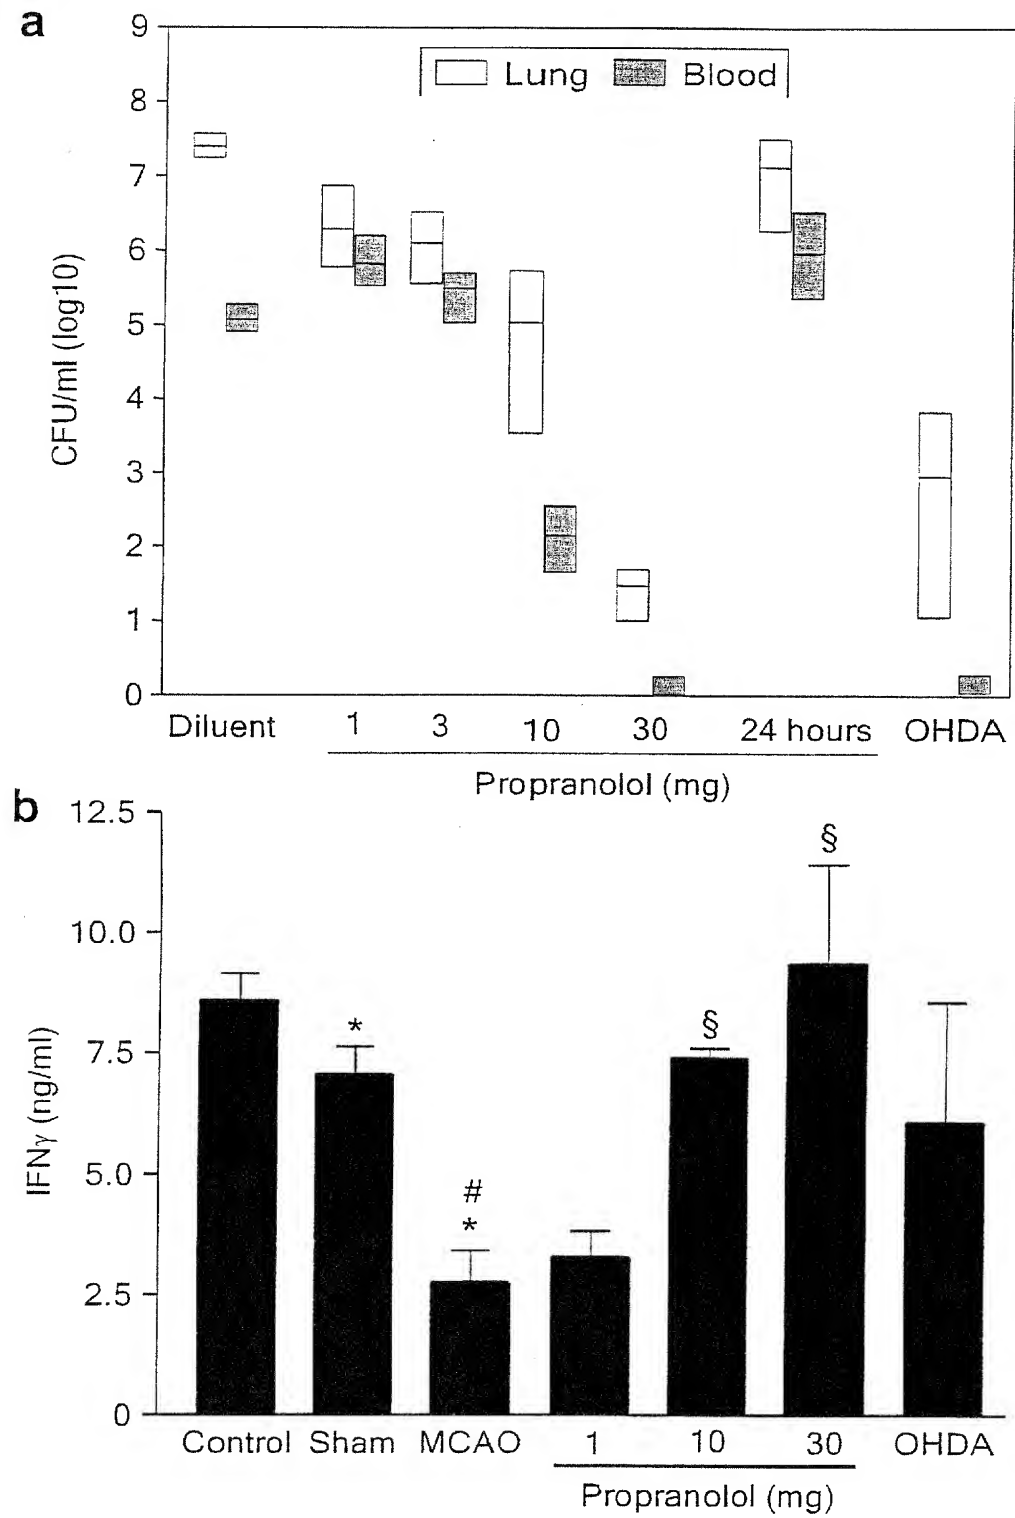 a
9
Lung Blood
8
7
6
5
4
3
2
1
0
CFU/ml (log10)
Diluent 1 3 10 30 24 hours OHDA
Propranolol (mg)
b
12.5
10.0
7.5
5.0
2.5
0
IFNγ (ng/ml)
*
#
*
§
§
Control Sham MCAO 1 10 30 OHDA
Propranolol (mg)